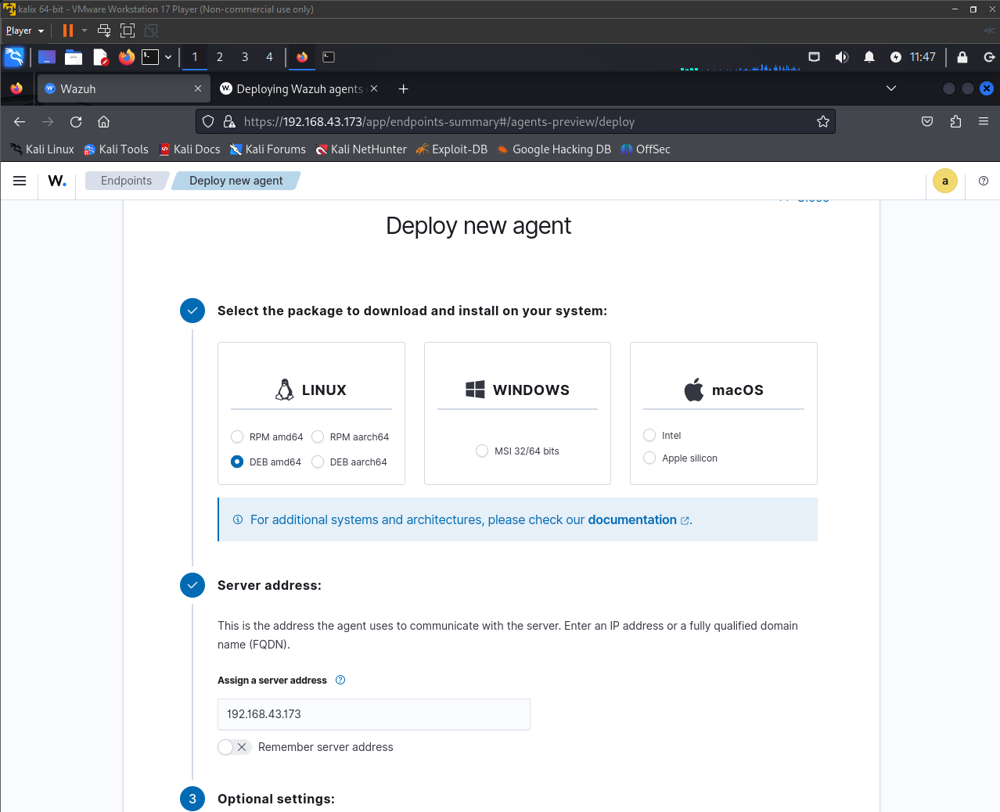 kalix 64-bit - VMware Workstation 17 Player (Non-commercial use only)
Player
1 2 3 4 11:47
Wazuh Deploying Wazuh agents
https://192.168.43.173/app/endpoints-summary#/agents-preview/deploy
Kali Linux Kali Tools Kali Docs Kali Forums Kali NetHunter Exploit-DB Google Hacking DB OffSec
W. Endpoints Deploy new agent a
Close
Deploy new agent
Select the package to download and install on your system:
LINUX WINDOWS macOS
RPM amd64 RPM aarch64 MSI 32/64 bits Intel
DEB amd64 DEB aarch64 Apple silicon
For additional systems and architectures, please check our documentation.
Server address:
This is the address the agent uses to communicate with the server. Enter an IP address or a fully qualified domain
name (FQDN).
Assign a server address
192.168.43.173
Remember server address
3 Optional settings: